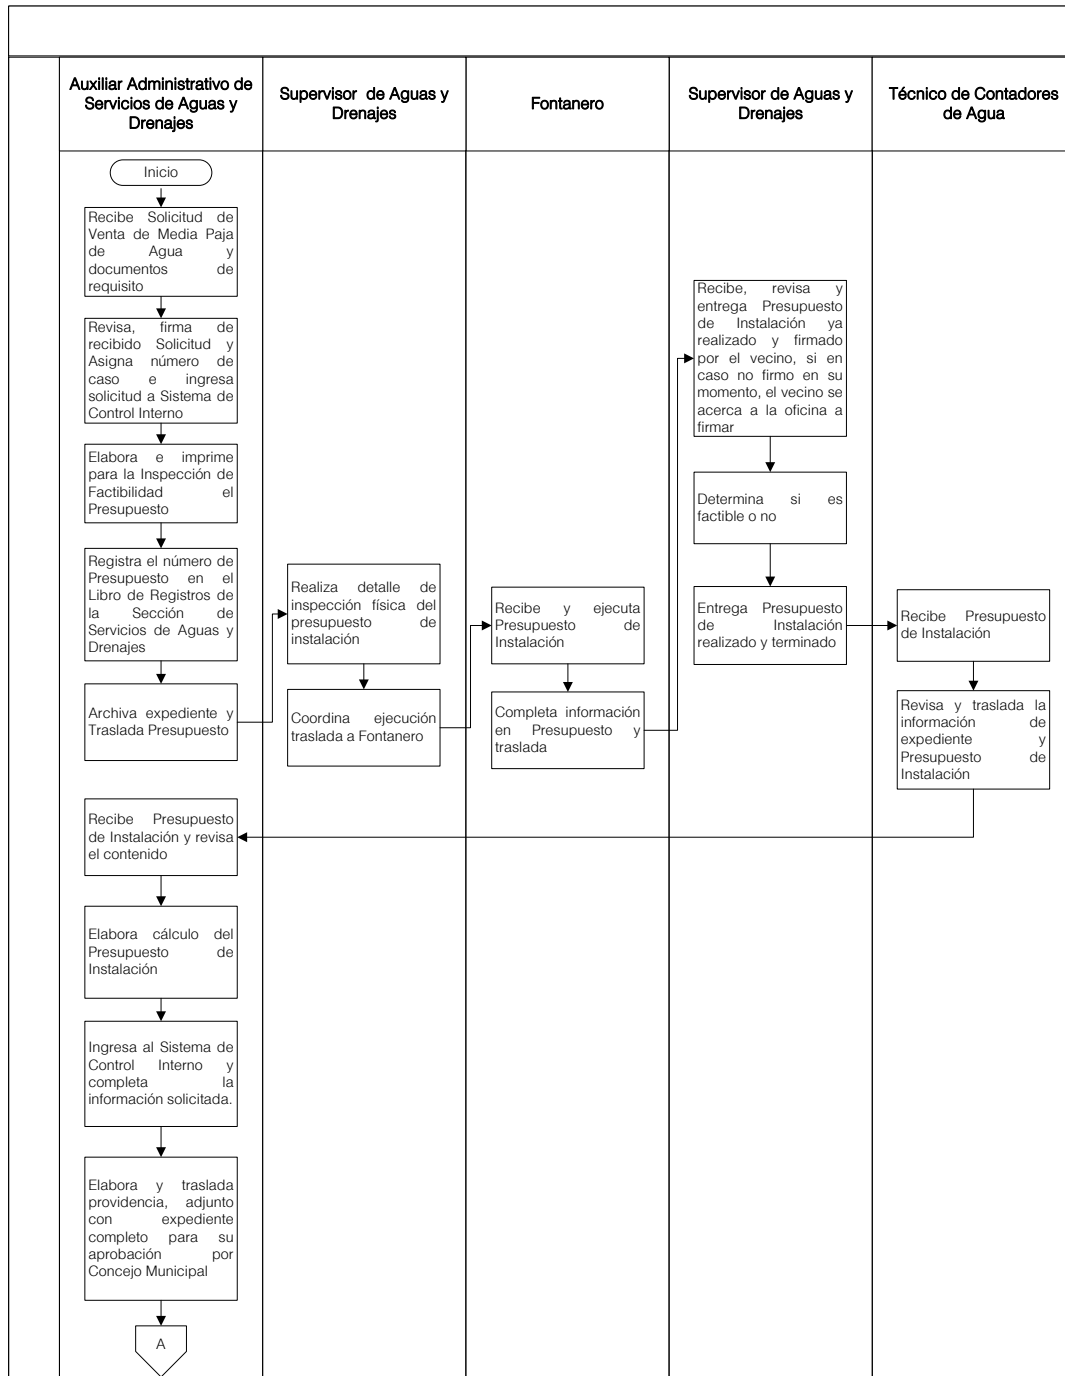 Auxiliar Administrativo de
Servicios de Aguas y
Drenajes
Supervisor de Aguas y
Drenajes
Fontanero
Supervisor de Aguas y
Drenajes
Técnico de Contadores
de Agua
Inicio
Recibe Solicitud de
Venta de Media Paja
de Agua y
documentos de
requisito
Revisa, firma de
recibido Solicitud y
Asigna número de
caso e ingresa
solicitud a Sistema de
Control Interno
Elabora e imprime
para la Inspección de
Factibilidad el
Presupuesto
Registra el número de
Presupuesto en el
Libro de Registros de
la Sección de
Servicios de Aguas y
Drenajes
Archiva expediente y
Traslada Presupuesto
Realiza detalle de
inspección física del
presupuesto de
instalación
Coordina ejecución
traslada a Fontanero
Recibe y ejecuta
Presupuesto de
Instalación
Completa información
en Presupuesto y
traslada
Recibe, revisa y
entrega Presupuesto
de Instalación ya
realizado y firmado
por el vecino, si en
caso no firmo en su
momento, el vecino se
acerca a la oficina a
firmar
Determina si es
factible o no
Entrega Presupuesto
de Instalación
realizado y terminado
Recibe Presupuesto
de Instalación
Revisa y traslada la
información de
expediente y
Presupuesto de
Instalación
Recibe Presupuesto
de Instalación y revisa
el contenido
Elabora cálculo del
Presupuesto de
Instalación
Ingresa al Sistema de
Control Interno y
completa la
información solicitada.
Elabora y traslada
providencia, adjunto
con expediente
completo para su
aprobación por
Concejo Municipal
A